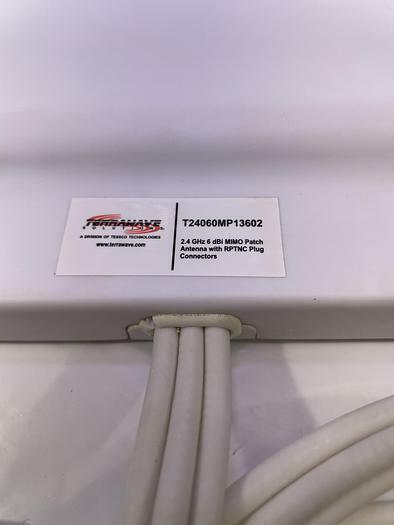 TERRAWAVE
SOLUTIONS
A DIVISION OF TESSCO TECHNOLOGIES
www.terrawave.com
T24060MP13602
2.4 GHz 6 dBi MIMO Patch
Antenna with RPTNC Plug
Connectors